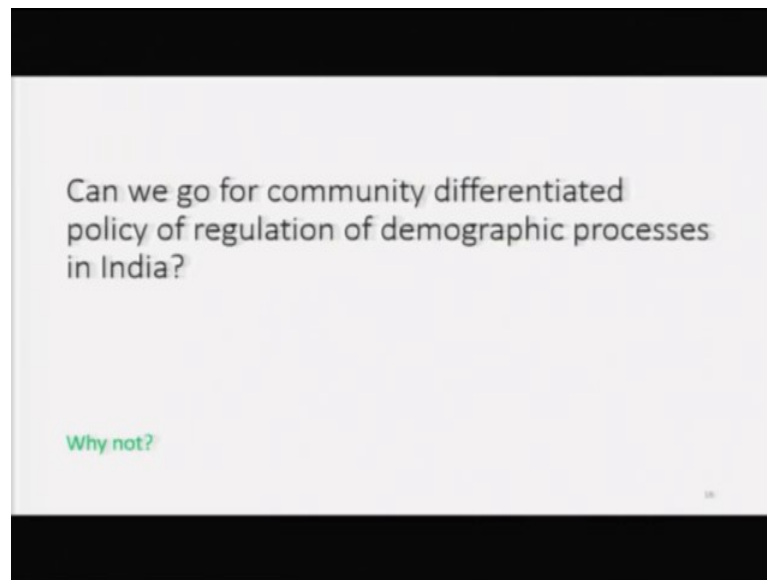 Can we go for community differentiated
policy of regulation of demographic processes
in India?
Why not?